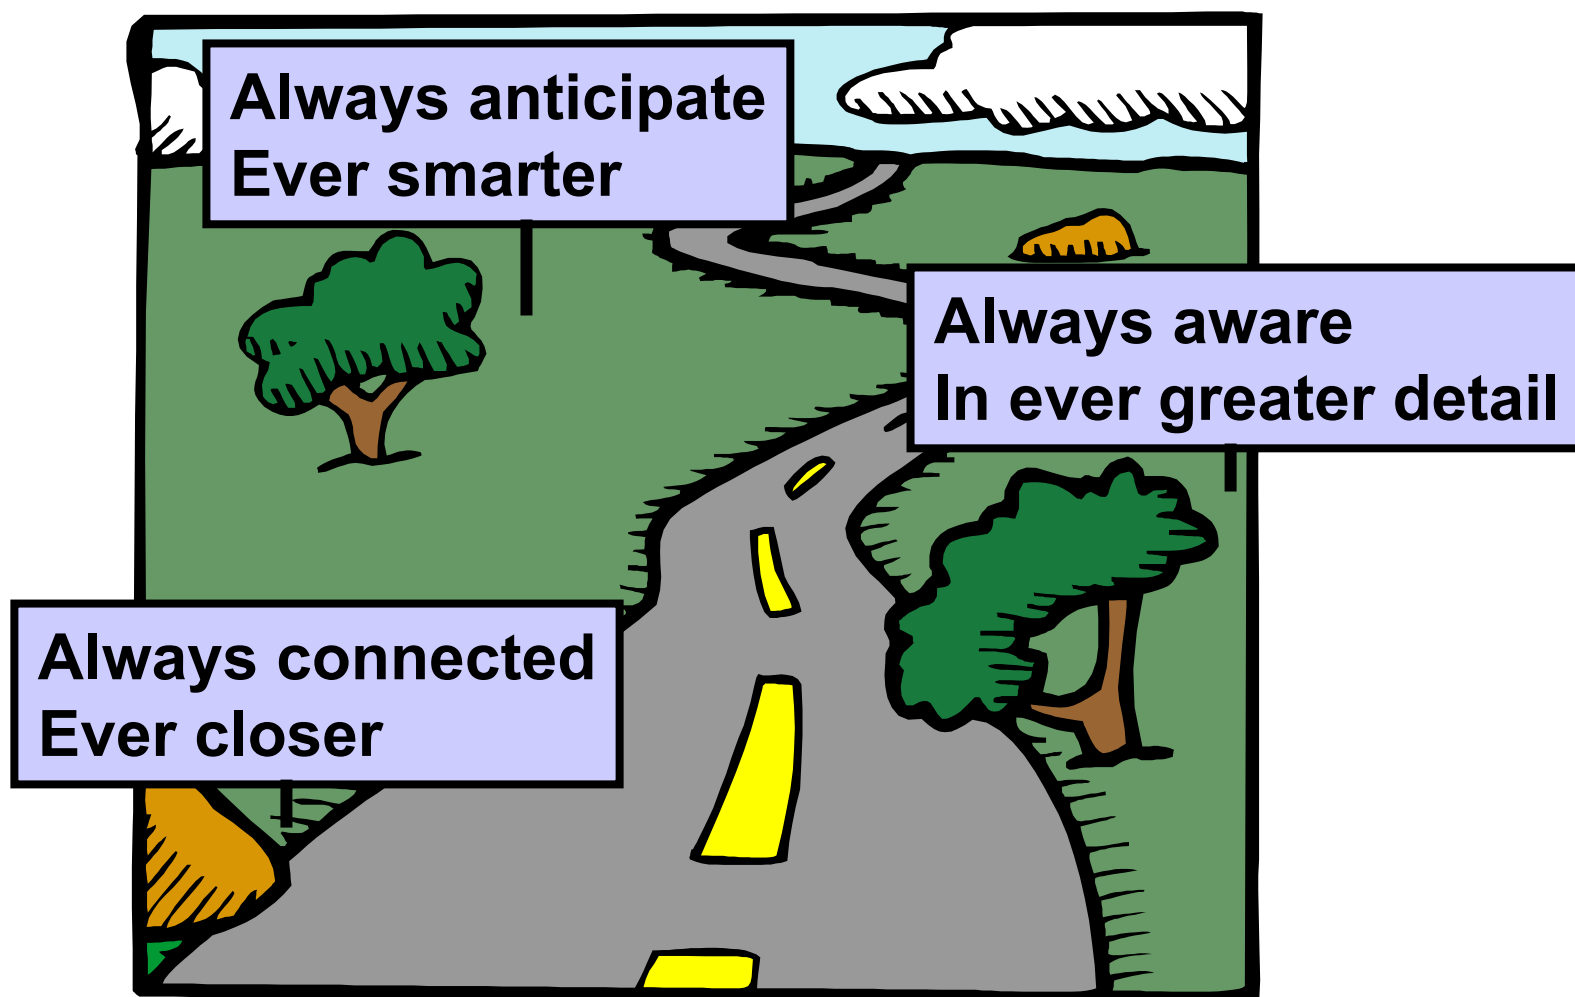 Always anticipate
Ever smarter
Always aware
In ever greater detail
Always connected
Ever closer